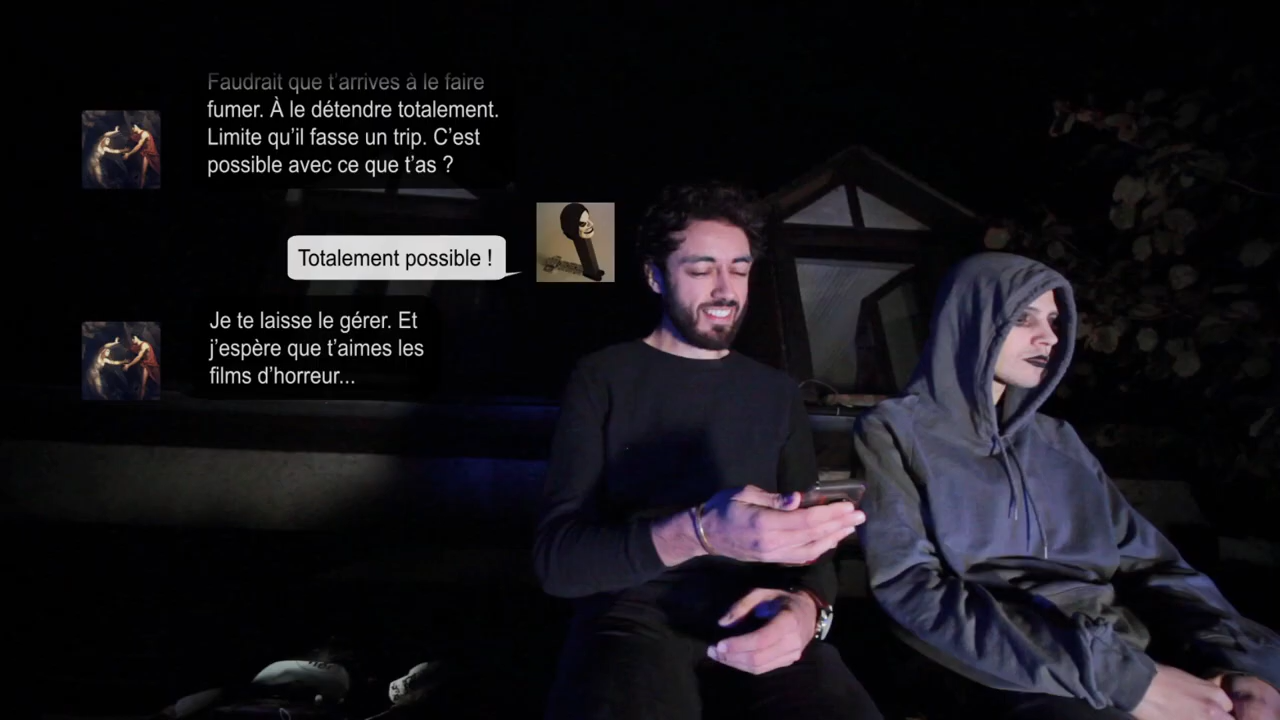 Faudrait que t'arrives à le faire
fumer. À le détendre totalement.
Limite qu'il fasse un trip. C'est
possible avec ce que t'as ?
Totalement possible !
Je te laisse le gérer. Et
j'espère que t'aimes les
films d'horreur...